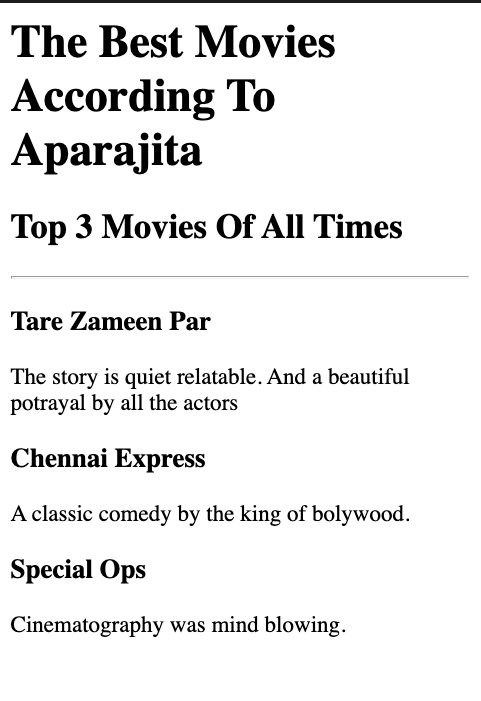 The Best Movies
According To
Aparajita
Top 3 Movies Of All Times
Tare Zameen Par
The story is quiet relatable. And a beautiful
potrayal by all the actors
Chennai Express
A classic comedy by the king of bolywood.
Special Ops
Cinematography was mind blowing.